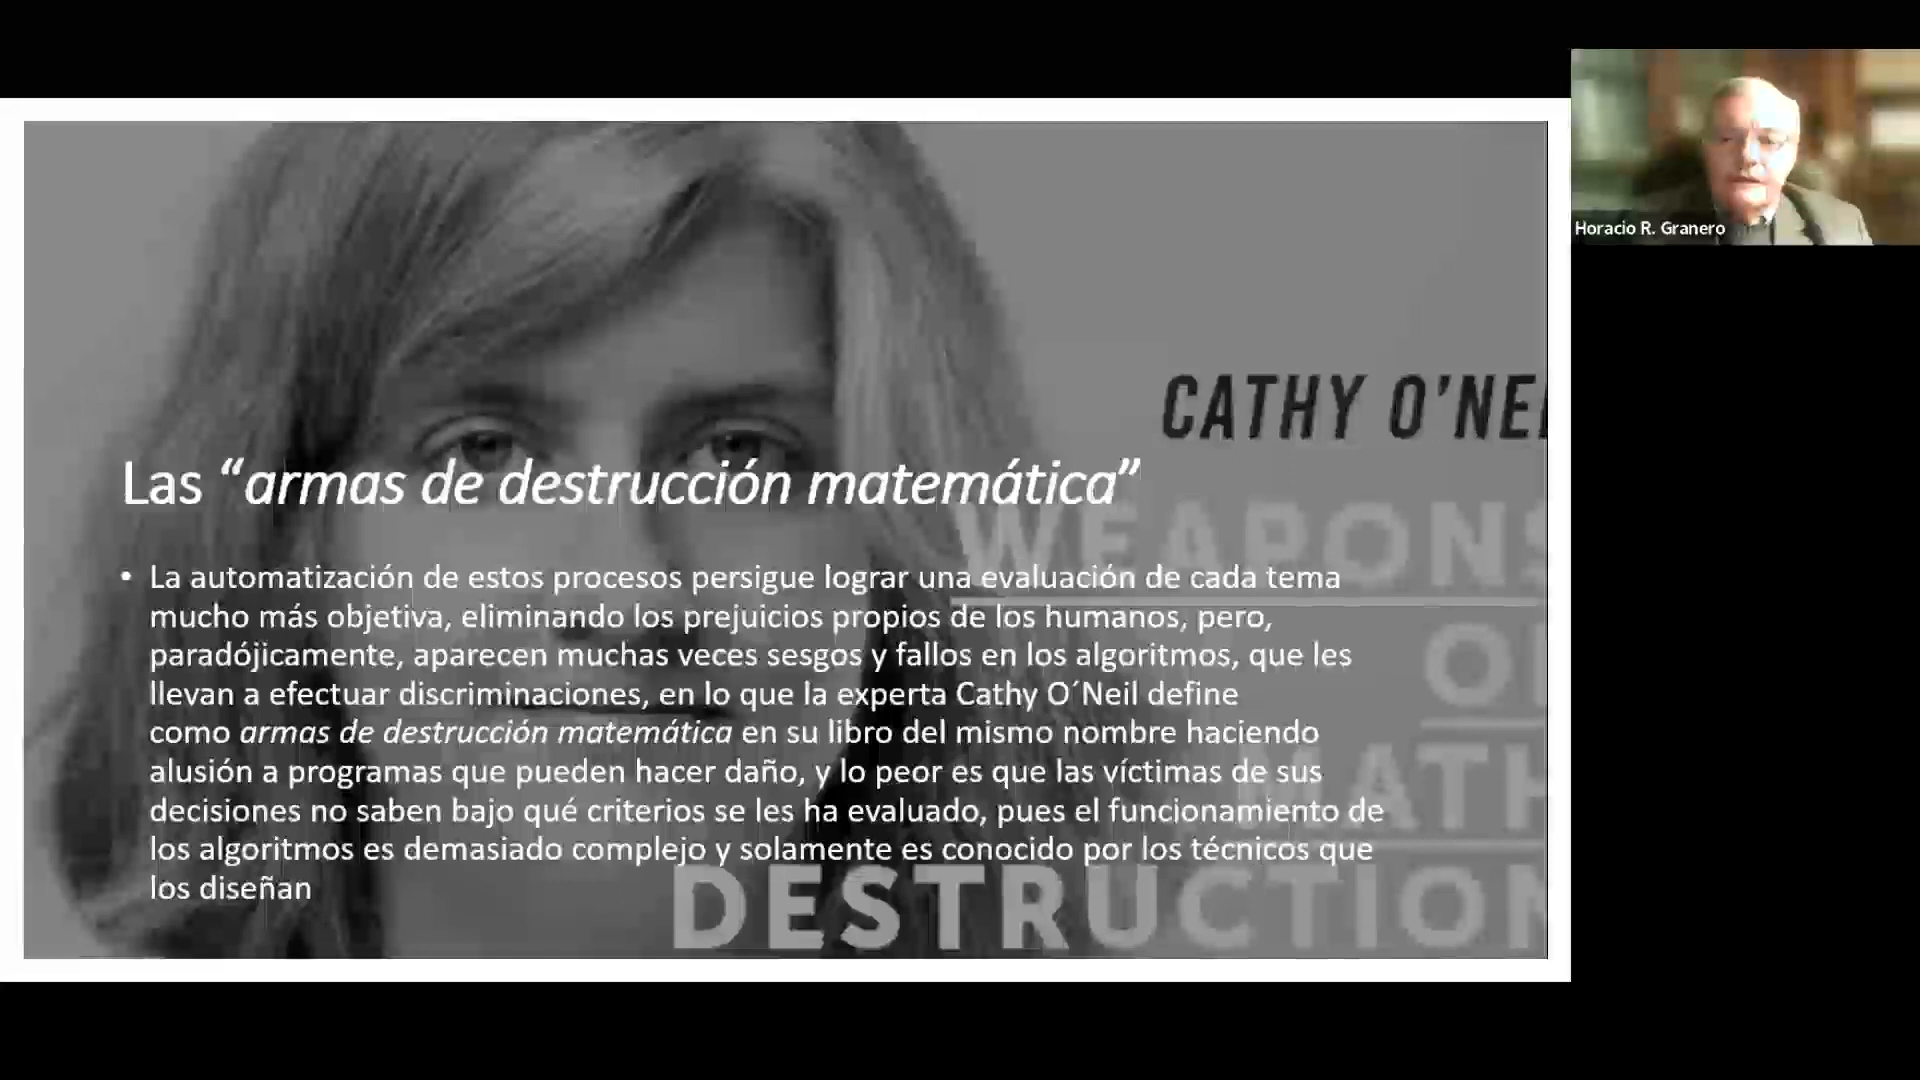 Horacio R. Granero
CATHY O'NE
Las “armas de destrucción matemática”
WEAPONS
• La automatización de estos procesos persigue lograr una evaluación de cada tema
mucho más objetiva, eliminando los prejuicios propios de los humanos, pero,
paradójicamente, aparecen muchas veces sesgos y fallos en los algoritmos, que les
llevan a efectuar discriminaciones, en lo que la experta Cathy O´Neil define
como armas de destrucción matemática en su libro del mismo nombre haciendo
alusión a programas que pueden hacer daño, y lo peor es que las víctimas de sus
decisiones no saben bajo qué criterios se les ha evaluado, pues el funcionamiento de
los algoritmos es demasiado complejo y solamente es conocido por los técnicos que
los diseñan
MATH
DESTRUCTION